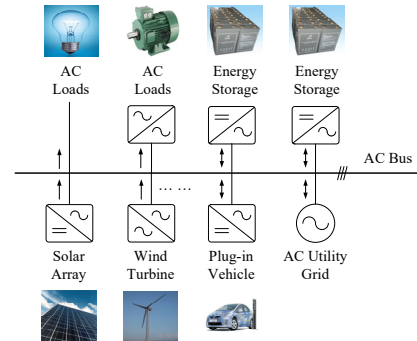 AC Loads
AC Loads
Energy Storage
Energy Storage
AC Bus
... ...
Solar Array
Wind Turbine
Plug-in Vehicle
AC Utility Grid